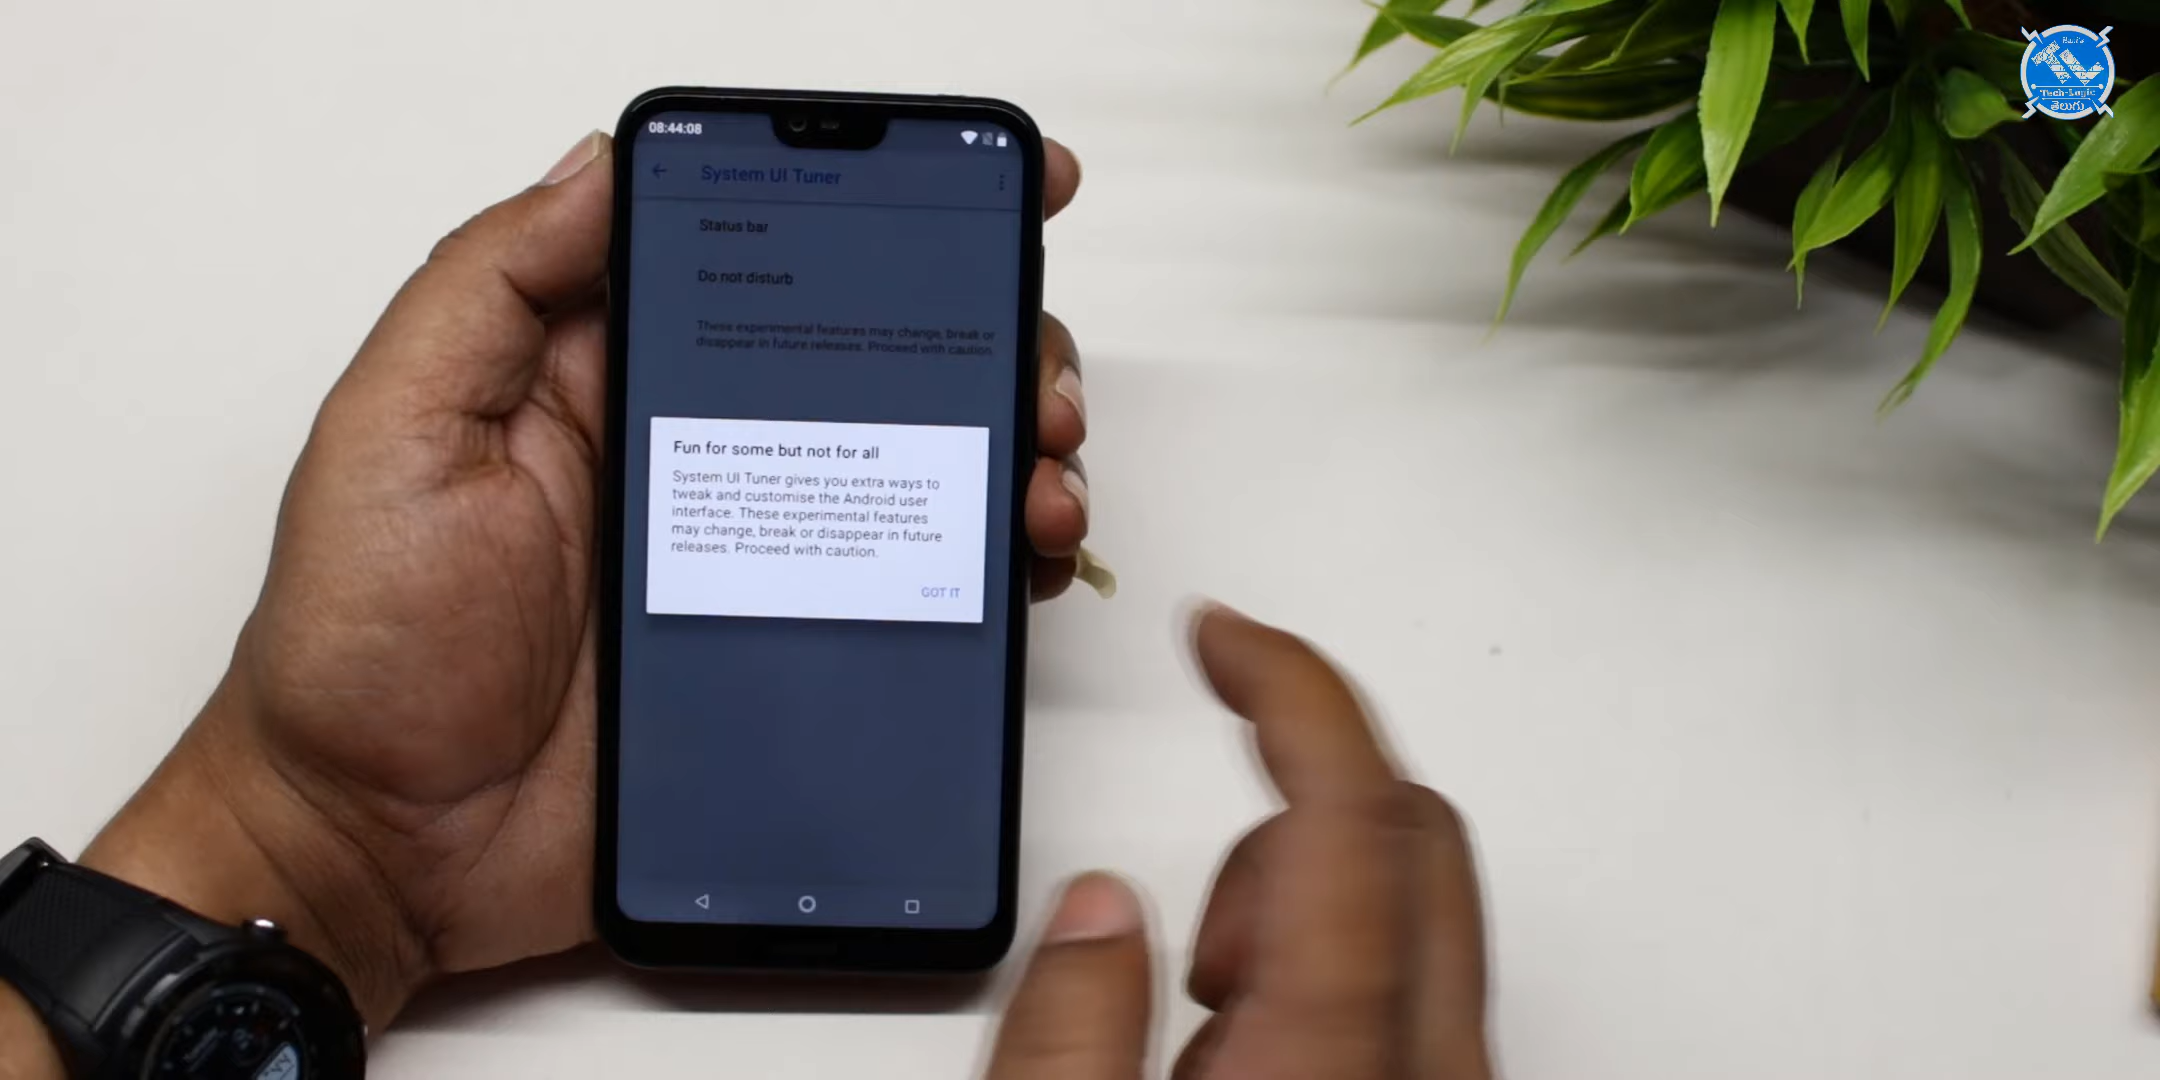 08:44:08
System UI Tuner
Status bar
Do not disturb
These experimental features may change, break or
disappear in future releases. Proceed with caution.
Fun for some but not for all
System UI Tuner gives you extra ways to
tweak and customise the Android user
interface. These experimental features
may change, break or disappear in future
releases. Proceed with caution.
GOT IT
Tech-Logic
తెలుగు